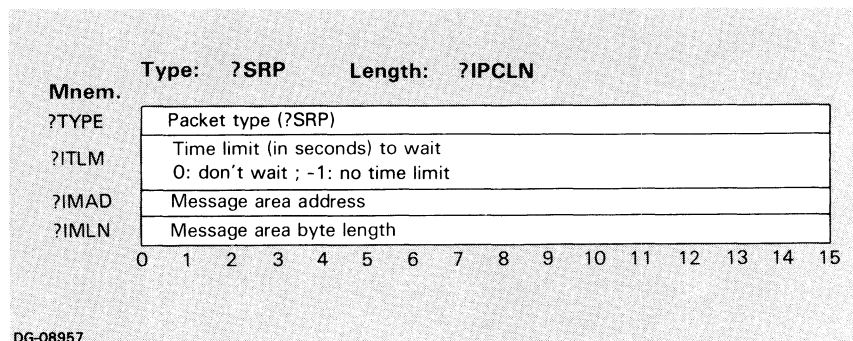 Type: ?SRP Length: ?IPCLN
Mnem.
?TYPE Packet type (?SRP)
?ITLM Time limit (in seconds) to wait
0: don't wait ; -1: no time limit
?IMAD Message area address
?IMLN Message area byte length
0 1 2 3 4 5 6 7 8 9 10 11 12 13 14 15
DG-08957